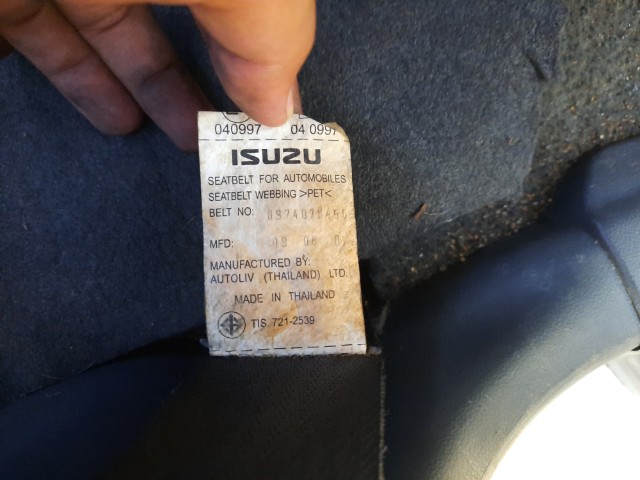 040997 04 0997
ISUZU
SEATBELT FOR AUTOMOBILES
SEATBELT WEBBING >PET<
BELT NO:
MFD:
MANUFACTURED BY:
AUTOLIV (THAILAND) LTD.
MADE IN THAILAND
TIS. 721-2539